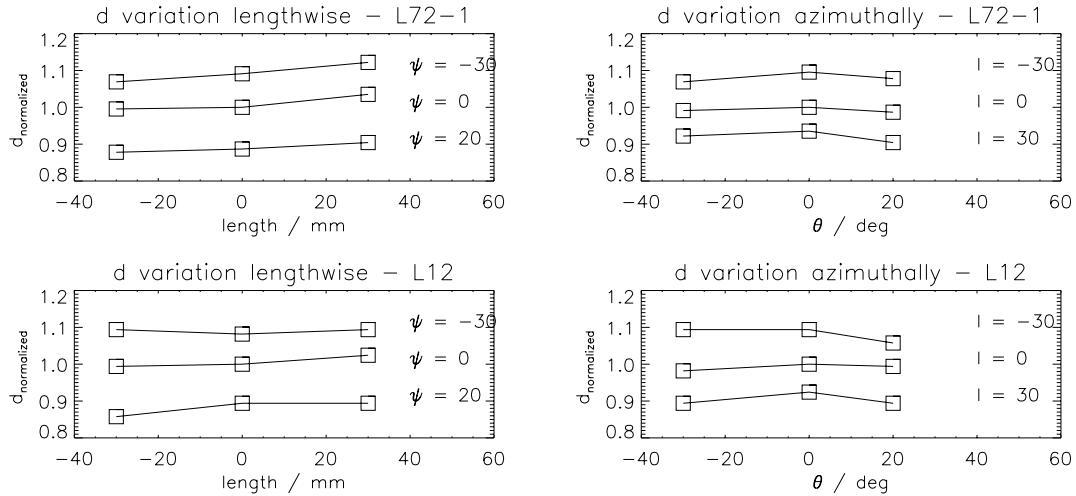 d variation lengthwise – L72–1
1.2
1.1
1.0
0.9
0.8
d normalized
ψ = −30
ψ = 0
ψ = 20
−40 −20 0 20 40 60
length / mm
d variation azimuthally – L72–1
1.2
1.1
1.0
0.9
0.8
d normalized
l = −30
l = 0
l = 30
−40 −20 0 20 40 60
θ / deg
d variation lengthwise – L12
1.2
1.1
1.0
0.9
0.8
d normalized
ψ = −30
ψ = 0
ψ = 20
−40 −20 0 20 40 60
length / mm
d variation azimuthally – L12
1.2
1.1
1.0
0.9
0.8
d normalized
l = −30
l = 0
l = 30
−40 −20 0 20 40 60
θ / deg